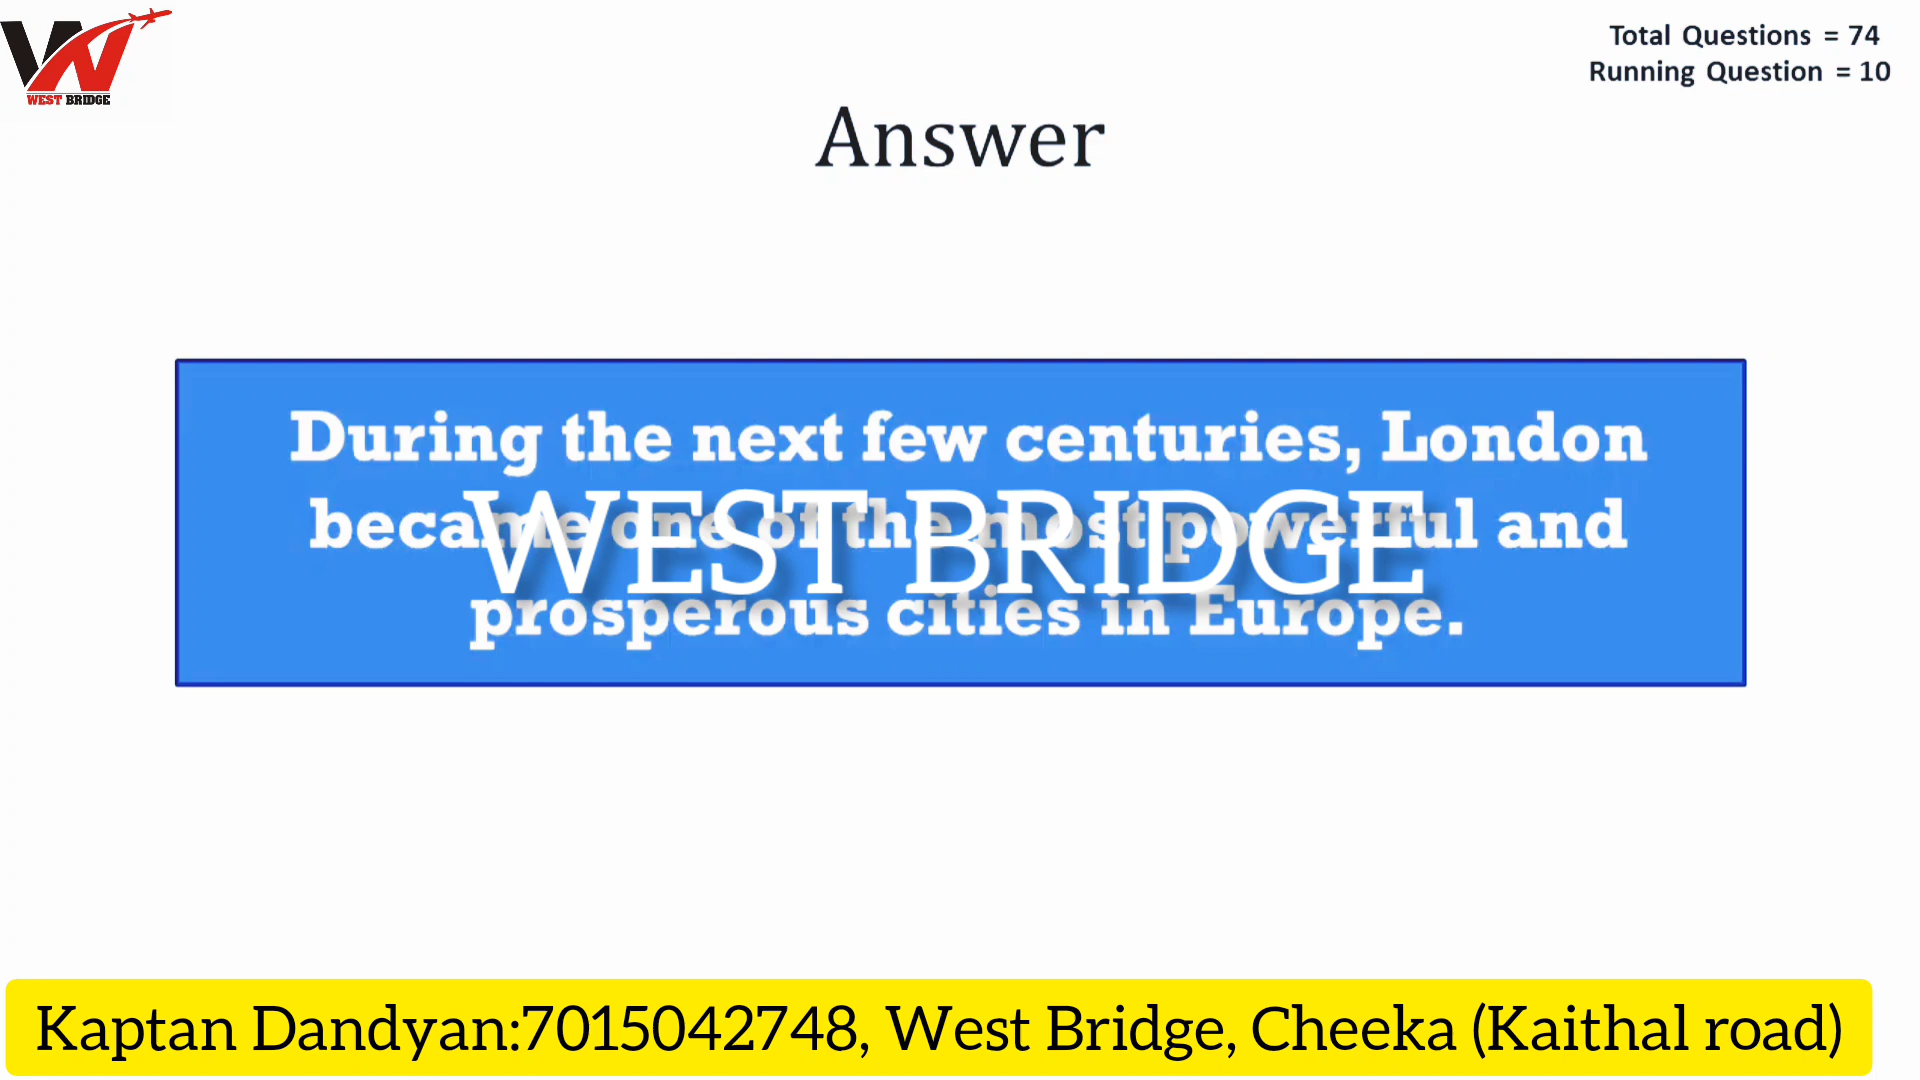 WEST BRIDGE
Total Questions = 74
Running Question = 10
Answer
During the next few centuries, London
became one of the most powerful and
WEST BRIDGE
prosperous cities in Europe.
Kaptan Dandyan:7015042748, West Bridge, Cheeka (Kaithal road)